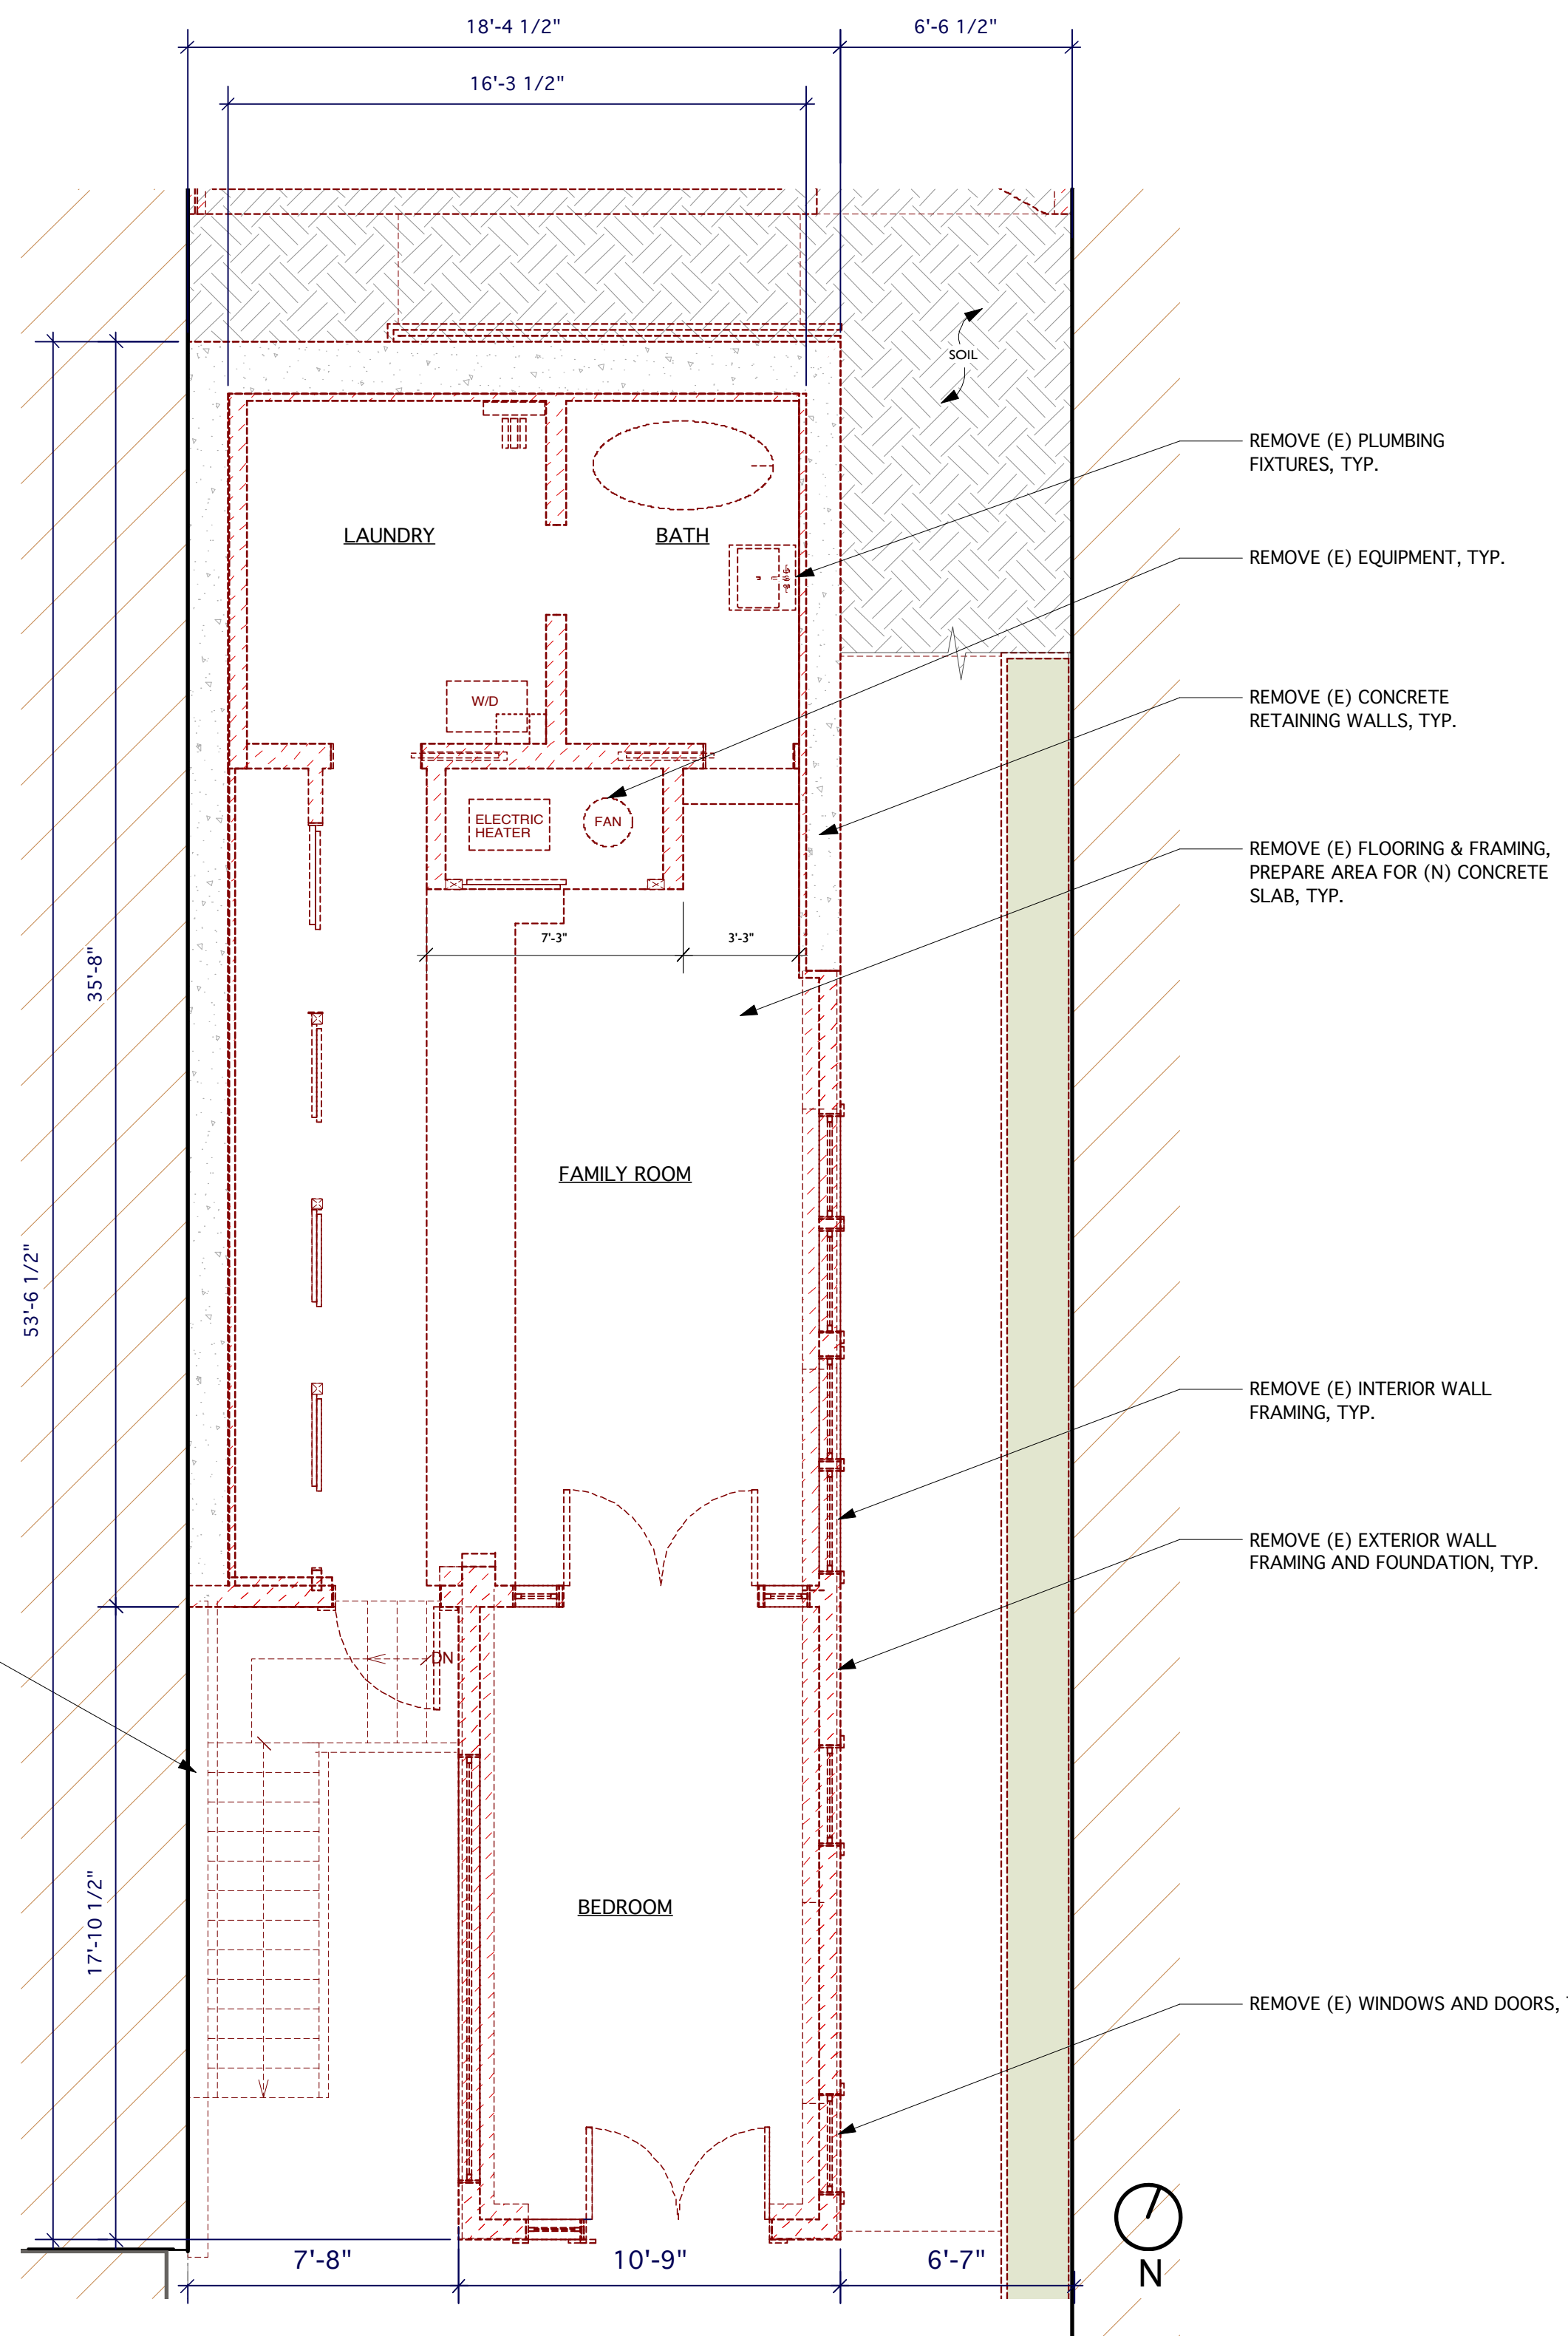 18'-4 1/2"
6'-6 1/2"
16'-3 1/2"
SOIL
REMOVE (E) PLUMBING
FIXTURES, TYP.
LAUNDRY
BATH
REMOVE (E) EQUIPMENT, TYP.
W/D
REMOVE (E) CONCRETE
RETAINING WALLS, TYP.
ELECTRIC
HEATER
FAN
REMOVE (E) FLOORING & FRAMING,
PREPARE AREA FOR (N) CONCRETE
SLAB, TYP.
7'-3"
3'-3"
35'-8"
FAMILY ROOM
53'-6 1/2"
REMOVE (E) INTERIOR WALL
FRAMING, TYP.
REMOVE (E) EXTERIOR WALL
FRAMING AND FOUNDATION, TYP.
DN
17'-10 1/2"
BEDROOM
REMOVE (E) WINDOWS AND DOORS,
7'-8"
10'-9"
6'-7"
N